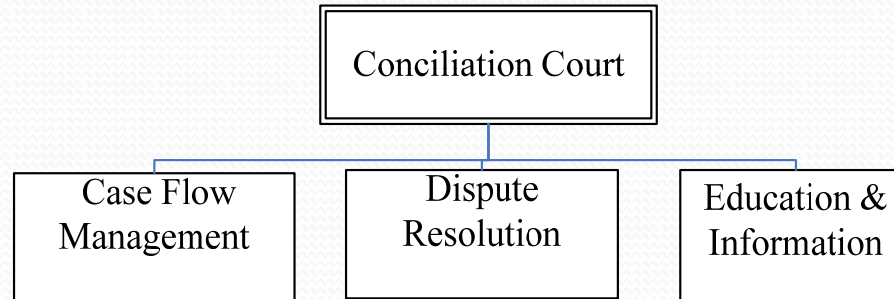 Conciliation Court
Case Flow
Management
Dispute
Resolution
Education &
Information